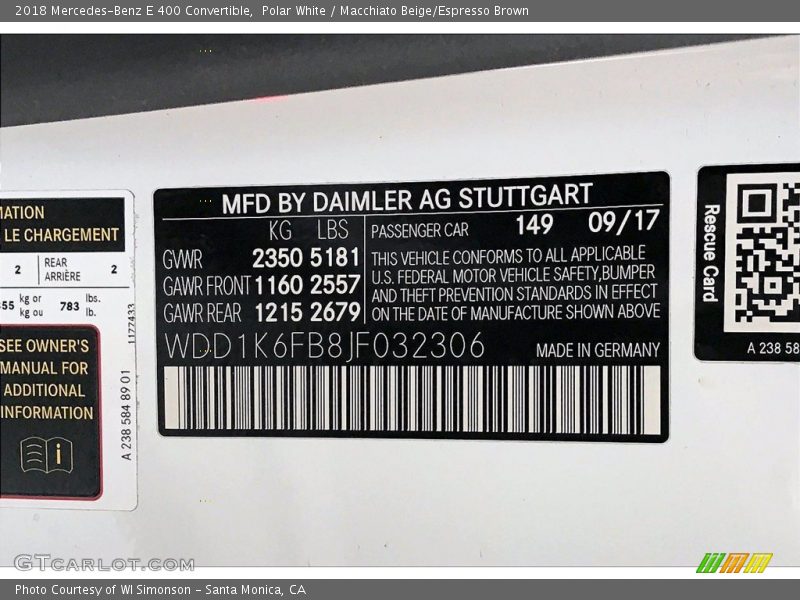 2018 Mercedes-Benz E 400 Convertible,  Polar White / Macchiato Beige/Espresso Brown
MATION
LE CHARGEMENT
2 REAR ARRIÈRE 2
kg or kg ou 783 lbs. lb.
SEE OWNER'S
MANUAL FOR
ADDITIONAL
INFORMATION
1177433
A 238 584 89 01
MFD BY DAIMLER AG STUTTGART
KG LBS
GWR 2350 5181
GAWR FRONT 1160 2557
GAWR REAR 1215 2679
PASSENGER CAR 149 09/17
THIS VEHICLE CONFORMS TO ALL APPLICABLE
U.S. FEDERAL MOTOR VEHICLE SAFETY,BUMPER
AND THEFT PREVENTION STANDARDS IN EFFECT
ON THE DATE OF MANUFACTURE SHOWN ABOVE
WDD1K6FB8JF032306 MADE IN GERMANY
Rescue Card
A 238 58
GTCARLOT.COM
Photo Courtesy of WI Simonson - Santa Monica, CA